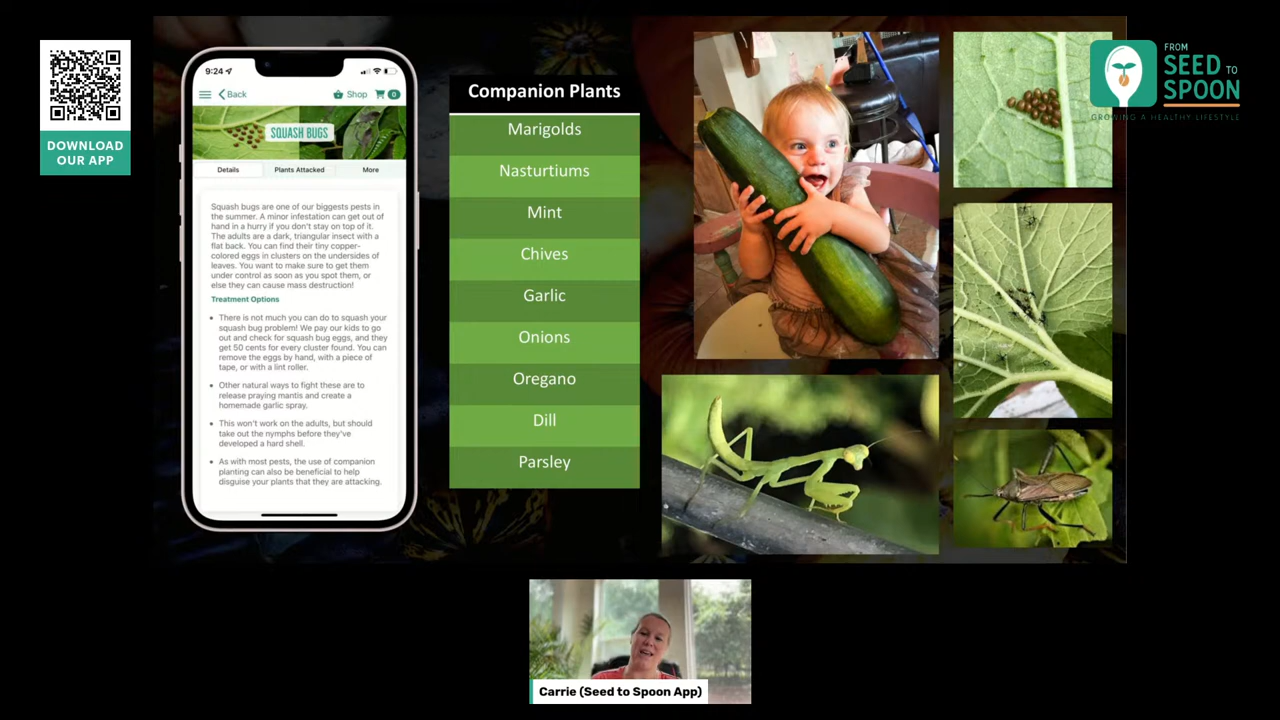 DOWNLOAD
OUR APP
9:24
Back
Shop
0
SQUASH BUGS
Details
Plants Attacked
More
Squash bugs are one of our biggests pests in
the summer. A minor infestation can get out of
hand in a hurry if you don't stay on top of it.
The adults are a dark, triangular insect with a
flat back. You can find their tiny copper-
colored eggs in clusters on the undersides of
leaves. You want to make sure to get them
under control as soon as you spot them, or
else they can cause mass destruction!
Treatment Options
• There is not much you can do to squash your
squash bug problem! We pay our kids to go
out and check for squash bug eggs, and they
get 50 cents for every cluster found. You can
remove the eggs by hand, with a piece of
tape, or with a lint roller.
• Other natural ways to fight these are to
release praying mantis and create a
homemade garlic spray.
• This won't work on the adults, but should
take out the nymphs before they've
developed a hard shell.
• As with most pests, the use of companion
planting can also be beneficial to help
disguise your plants that they are attacking.
Companion Plants
Marigolds
Nasturtiums
Mint
Chives
Garlic
Onions
Oregano
Dill
Parsley
FROM
SEED TO
SPOON
GROWING A HEALTHY LIFESTYLE
Carrie (Seed to Spoon App)